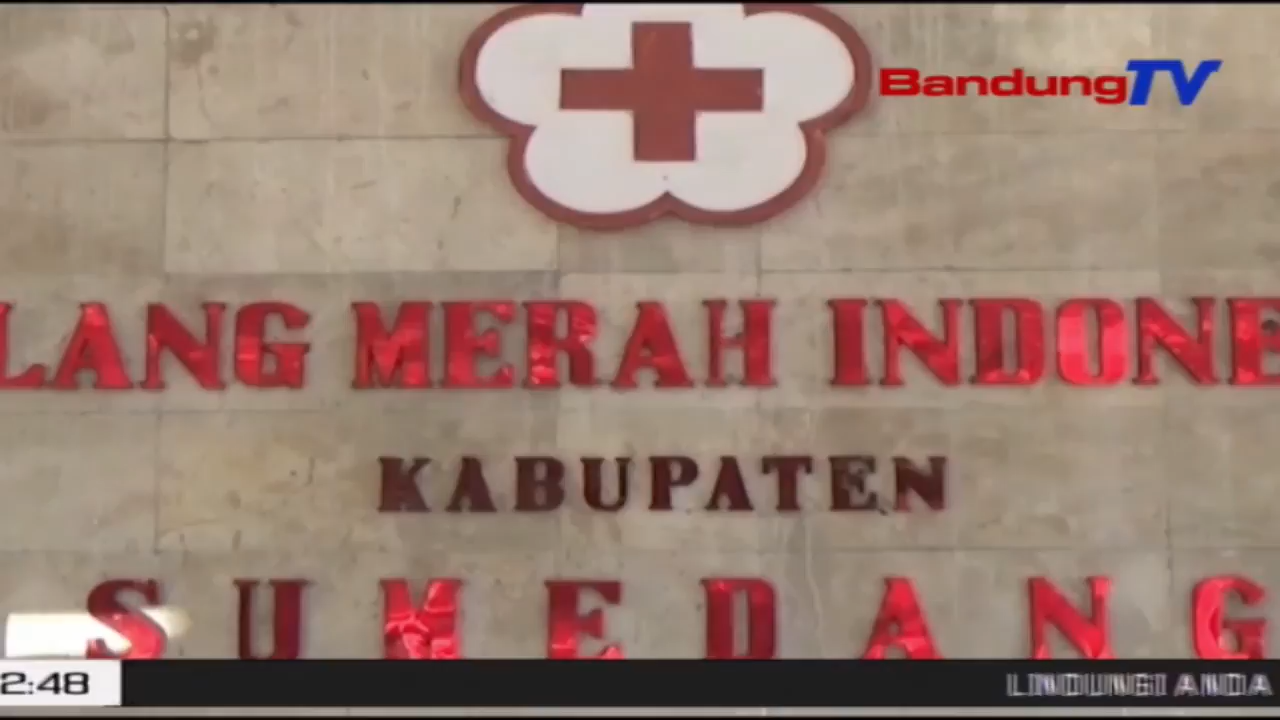 BandungTV
LANG MERAH INDONE
KABUPATEN
SUMEDANG
2:48
LINDUNGI ANDA